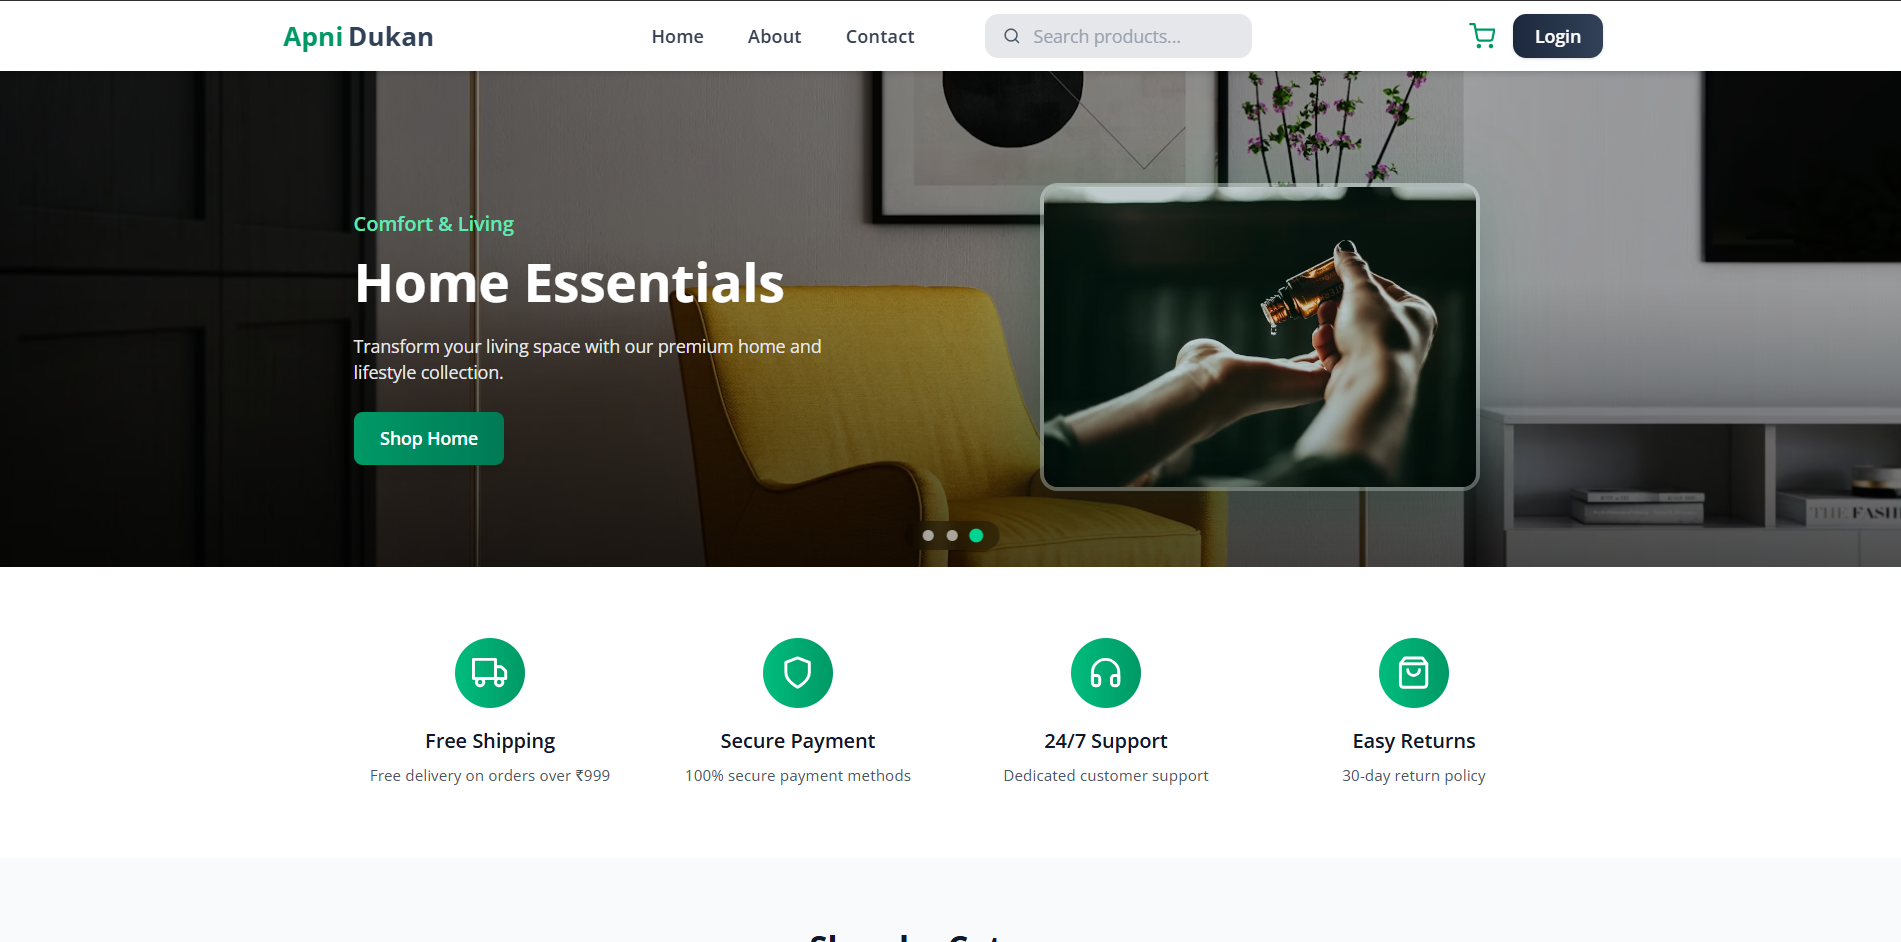 Apni Dukan
Home
About
Contact
Search products...
Login
Comfort & Living
Home Essentials
Transform your living space with our premium home and
lifestyle collection.
Shop Home
THE FASH
Free Shipping
Free delivery on orders over ₹999
Secure Payment
100% secure payment methods
24/7 Support
Dedicated customer support
Easy Returns
30-day return policy